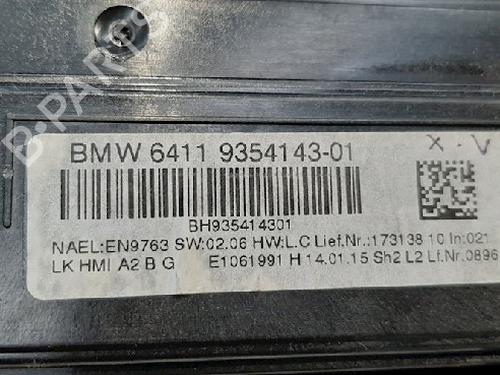 B-PARTS
X-V
BMW 6411 9354143-01
BH935414301
NAEL:EN9763 SW:02.06 HW:L.C Lief.Nr.:173138 10 In:021
LK HMI A2 B G E1061991 H 14.01.15 Sh2 L2 Lf.Nr.0896